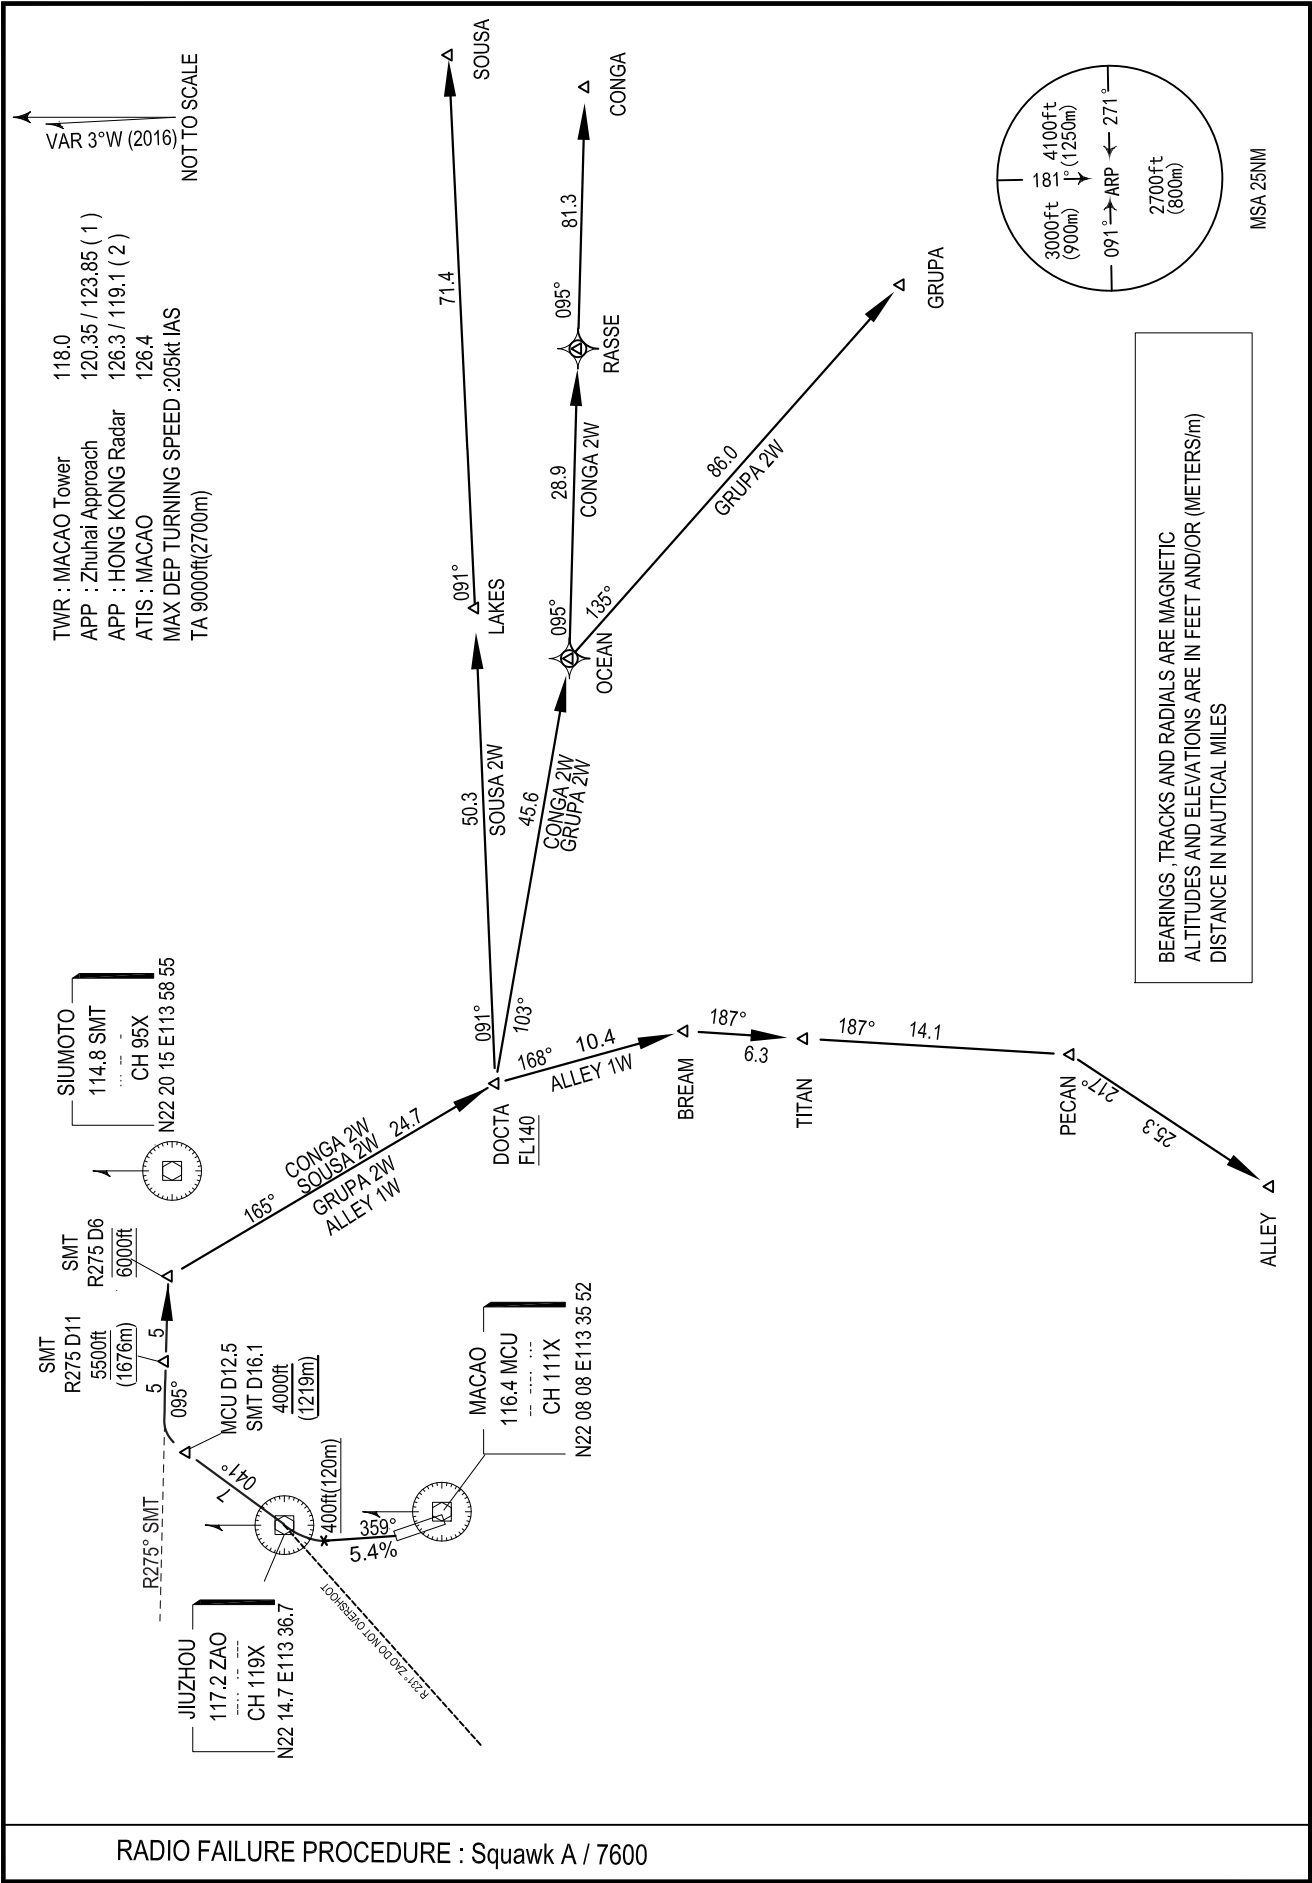 SOUSA
CONGA
VAR 3°W (2016)
NOT TO SCALE
TWR : MACAO Tower 118.0
APP : Zhuhai Approach 120.35 / 123.85 ( 1 )
APP : HONG KONG Radar 126.3 / 119.1 ( 2 )
ATIS : MACAO 126.4
MAX DEP TURNING SPEED :205kt IAS
TA 9000ft(2700m)
71.4
81.3
095°
RASSE
GRUPA
3000ft
(900m)
4100ft
(1250m)
181°
091°
ARP
271°
2700ft
(800m)
MSA 25NM
091°
LAKES
28.9
CONGA 2W
095°
135°
OCEAN
86.0
GRUPA 2W
50.3
SOUSA 2W
45.6
CONGA 2W
GRUPA 2W
091°
103°
BEARINGS ,TRACKS AND RADIALS ARE MAGNETIC
ALTITUDES AND ELEVATIONS ARE IN FEET AND/OR (METERS/m)
DISTANCE IN NAUTICAL MILES
SIUMOTO
114.8 SMT
CH 95X
N22 20 15 E113 58 55
165°
CONGA 2W
SOUSA 2W
24.7
GRUPA 2W
ALLEY 1W
DOCTA
FL140
168°
10.4
ALLEY 1W
BREAM
187°
6.3
TITAN
187°
14.1
PECAN
217°
25.3
ALLEY
SMT
R275 D6
6000ft
SMT
R275 D11
5500ft
(1676m)
5
5
095°
MCU D12.5
SMT D16.1
4000ft
(1219m)
R275° SMT
041°
7
400ft(120m)
359°
5.4%
MACAO
116.4 MCU
CH 111X
N22 08 08 E113 35 52
JIUZHOU
117.2 ZAO
CH 119X
N22 14.7 E113 36.7
R231° ZAO DO NOT OVERSHOOT
RADIO FAILURE PROCEDURE : Squawk A / 7600